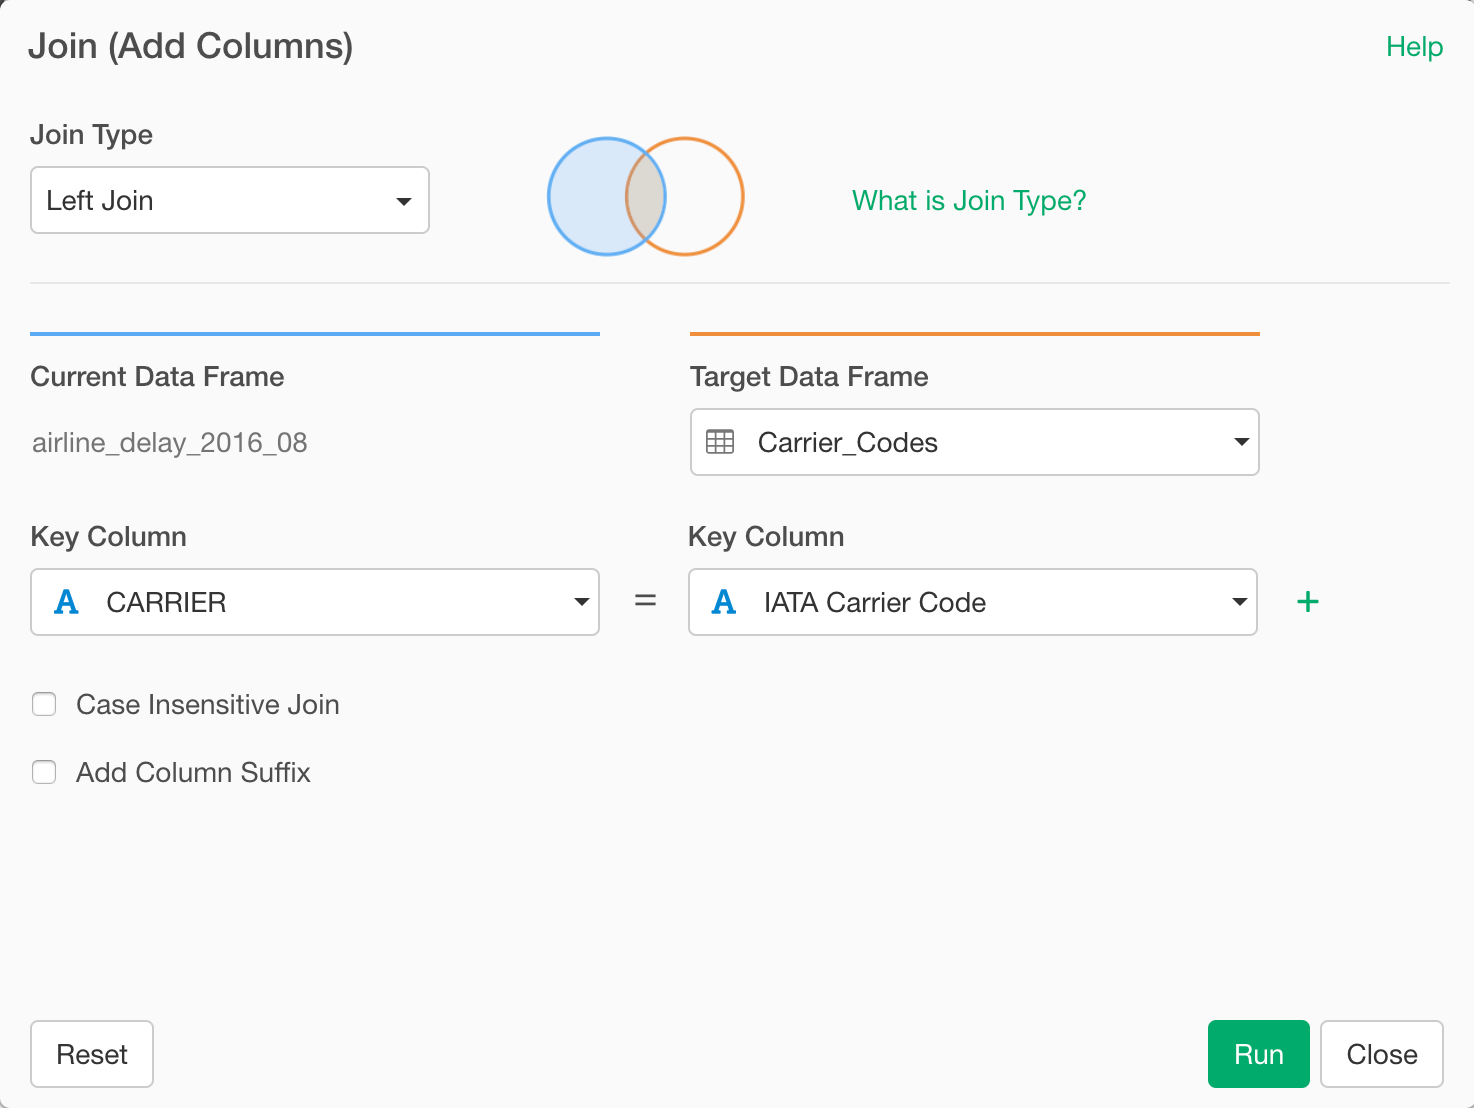 Join (Add Columns)
Help
Join Type
Left Join
What is Join Type?
Current Data Frame
Target Data Frame
airline_delay_2016_08
Carrier_Codes
Key Column
Key Column
A CARRIER
=
A IATA Carrier Code
+
Case Insensitive Join
Add Column Suffix
Reset
Run
Close